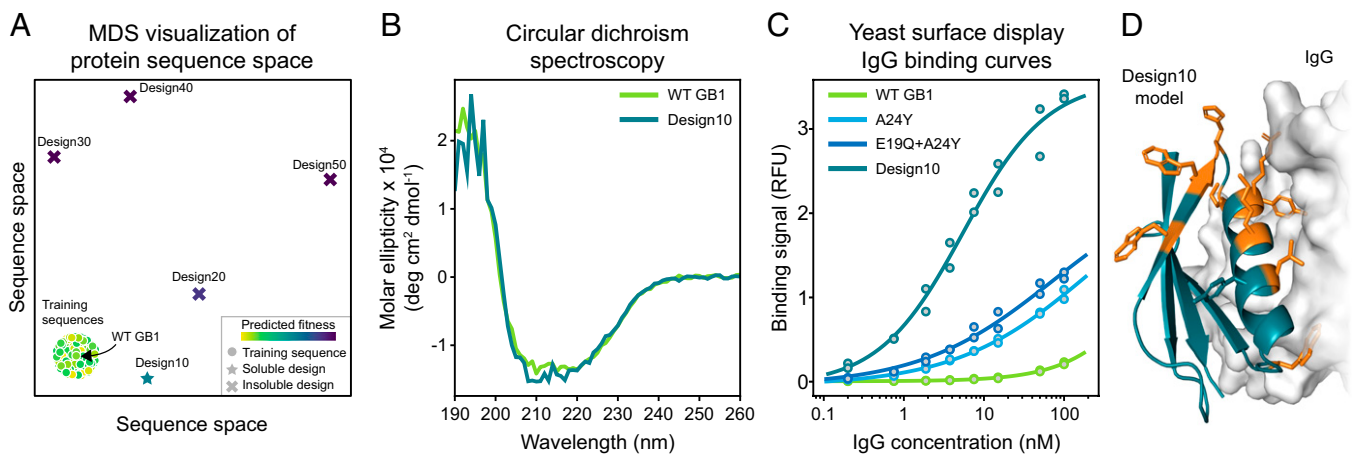 A
MDS visualization of
protein sequence space
Design40
Design30
Design50
Design20
Training
sequences
WT GB1
Design10
Predicted fitness
Training sequence
Soluble design
Insoluble design
Sequence space
Sequence space
B
Circular dichroism
spectroscopy
WT GB1
Design10
Molar ellipticity x 10⁴
(deg cm² dmol⁻¹)
2
1
0
-1
190 200 210 220 230 240 250 260
Wavelength (nm)
C
Yeast surface display
IgG binding curves
WT GB1
A24Y
E19Q+A24Y
Design10
Binding signal (RFU)
3
2
1
0
0.1 1 10 100
IgG concentration (nM)
D
IgG
Design10
model